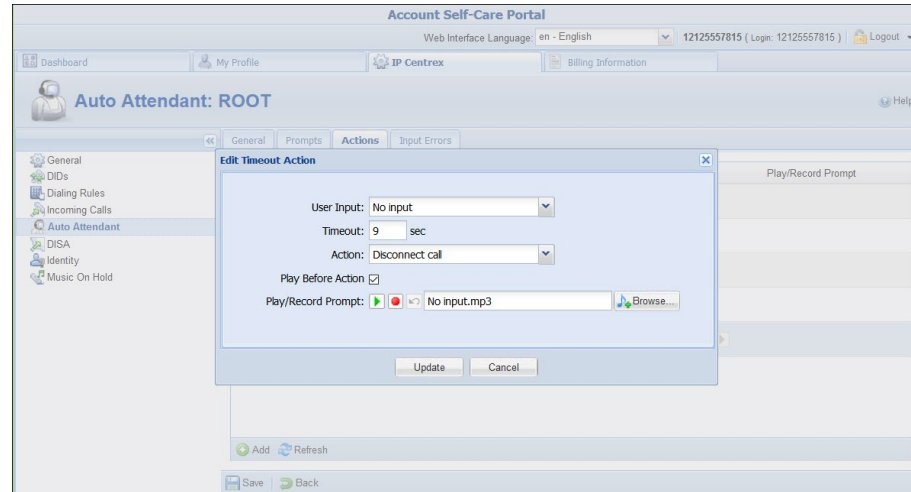 Account Self-Care Portal
Web Interface Language: en - English 12125557815 ( Login: 12125557815 ) Logout
Dashboard My Profile IP Centrex Billing Information
Auto Attendant: ROOT Help
General Prompts Actions Input Errors
General
DIDs
Dialing Rules
Incoming Calls
Auto Attendant
DISA
Identity
Music On Hold
Edit Timeout Action
Play/Record Prompt
User Input: No input
Timeout: 9 sec
Action: Disconnect call
Play Before Action
Play/Record Prompt: No input.mp3 Browse...
Update Cancel
Add Refresh
Save Back